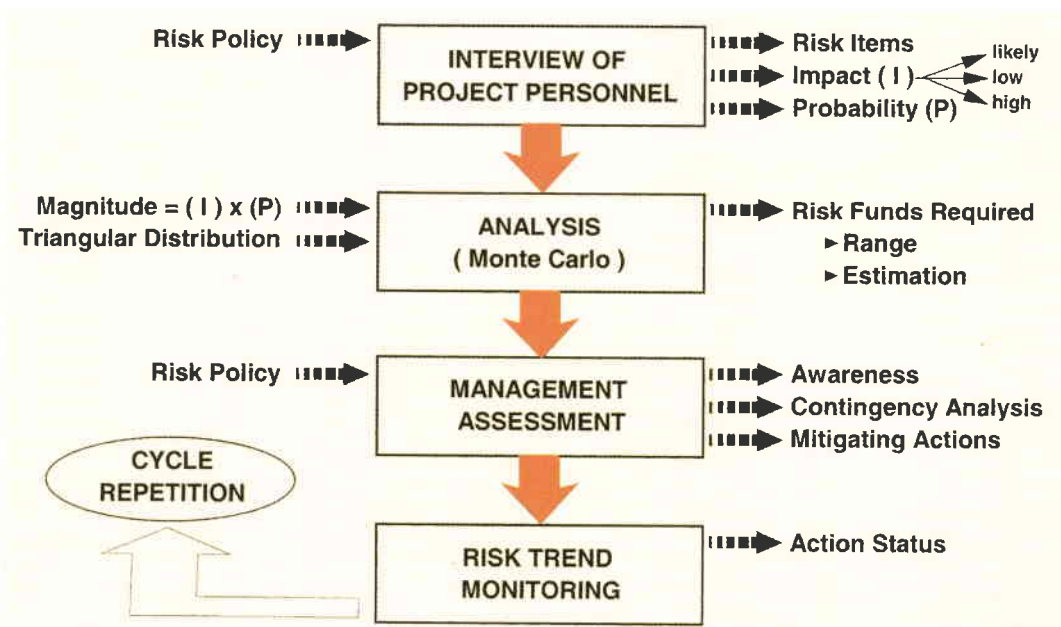 Risk Policy
INTERVIEW OF
PROJECT PERSONNEL
Risk Items
Impact ( I )
likely
low
high
Probability (P)
Magnitude = ( I ) x (P)
Triangular Distribution
ANALYSIS
( Monte Carlo )
Risk Funds Required
► Range
► Estimation
Risk Policy
MANAGEMENT
ASSESSMENT
Awareness
Contingency Analysis
Mitigating Actions
CYCLE
REPETITION
RISK TREND
MONITORING
Action Status